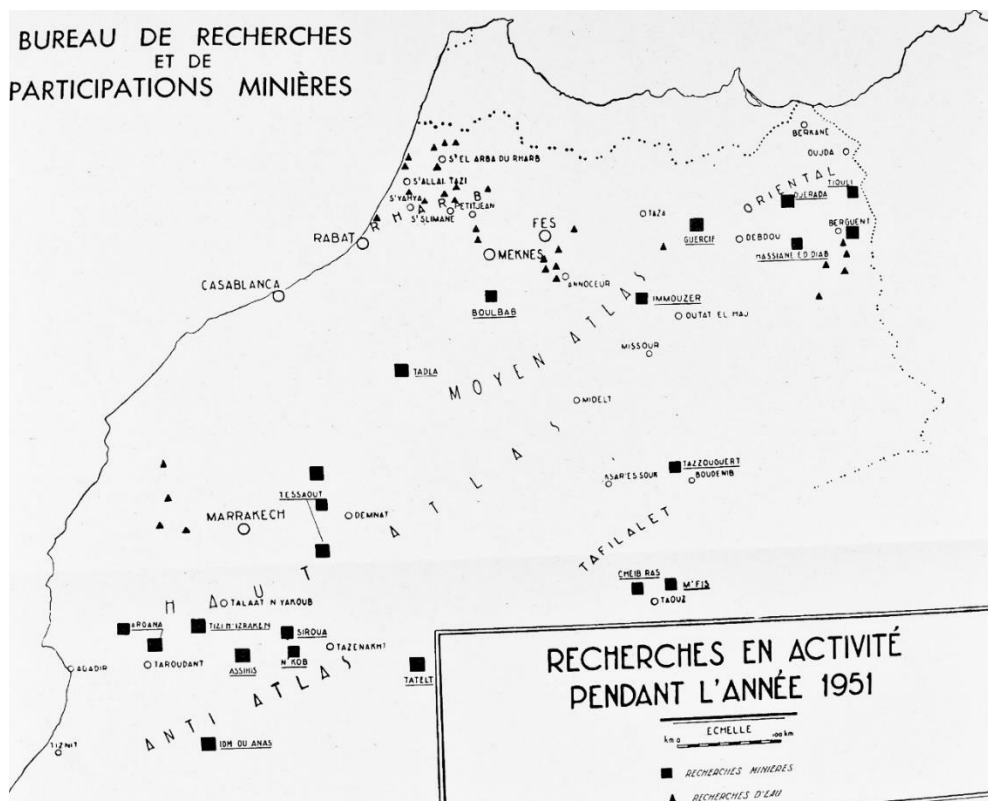 BUREAU DE RECHERCHES
ET DE
PARTICIPATIONS MINIÈRES
BERKANE
OUJDA
Sᵗ EL ARBA DU RHARB
TIOULI
ORIENTAL
DJERADA
S'ALLAL TAZI
S'YAHYA
PETITJEAN
S'SLIMANE
RHARB
TAZA
FES
GUERCIF
DEBDOU
BERGUENT
RABAT
MEKNES
HASSIANE ED DIAB
ANNOCEUR
CASABLANCA
BOULBAB
IMMOUZER
OUTAT EL HAJ
MISSOUR
TADLA
MOYEN ATLAS
MIDELT
TAZZOUGUERT
KSAR'ES SOUK
BOUDENIB
TESSAOUT
MARRAKECH
DEMNAT
TAFILALET
HAUT ATLAS
CHEIB RAS
M'FIS
TAOUZ
TALAAT N YAKOUB
ARGANA
TIZI N'IZRAKEN
SIROUA
TAZENAKHT
AGADIR
TAROUDANT
ASSIHIS
N'KOB
TATELT
ANTI ATLAS
TIZNIT
IDM OU ANAS
RECHERCHES EN ACTIVITÉ
PENDANT L'ANNÉE 1951
ECHELLE
km 0 100 km
RECHERCHES MINIÈRES
RECHERCHES D'EAU